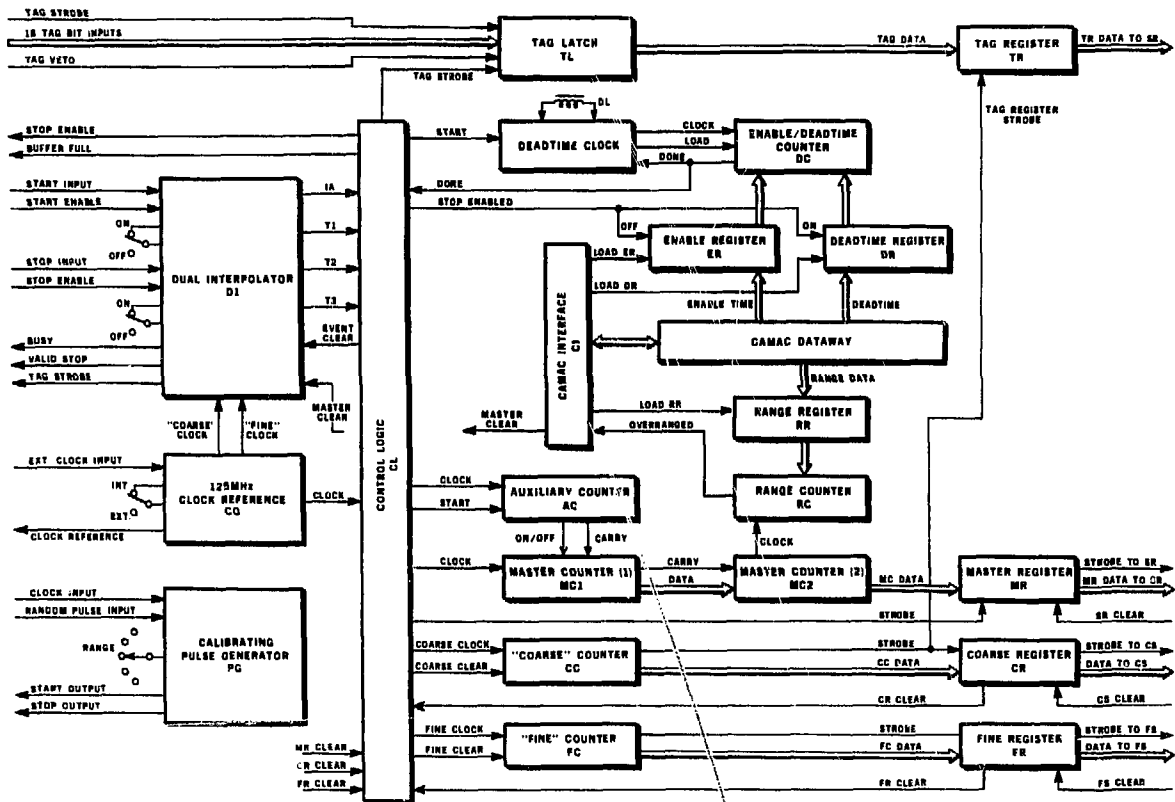 TAG STROBE
16 TAG BIT INPUTS
TAG VETO
TAG LATCH
TL
TAG STROBE
TAG DATA
TAG REGISTER
TR
TR DATA TO SR
TAG REGISTER
STROBE
STOP ENABLE
BUFFER FULL
START
DL
DEADTIME CLOCK
CLOCK
LOAD
DONE
ENABLE/DEADTIME
COUNTER
DC
DONE
STOP ENABLED
START INPUT
START ENABLE
ON
OFF
STOP INPUT
STOP ENABLE
ON
OFF
BUSY
VALID STOP
TAG STROBE
DUAL INTERPOLATOR
DI
IA
T1
T2
T3
EVENT
CLEAR
MASTER
CLEAR
"COARSE"
CLOCK
"FINE"
CLOCK
CONTROL LOGIC
CL
OFF
ENABLE REGISTER
ER
ON
DEADTIME REGISTER
DR
LOAD ER
LOAD DR
ENABLE TIME
DEADTIME
CAMAC INTERFACE
CI
CAMAC DATAWAY
RANGE DATA
LOAD RR
RANGE REGISTER
RR
MASTER
CLEAR
OVERRANGED
EXT CLOCK INPUT
INT
EXT.
CLOCK REFERENCE
125MHz
CLOCK REFERENCE
CG
CLOCK
CLOCK
START
AUXILIARY COUNTER
AC
RANGE COUNTER
RC
ON/OFF
CARRY
CLOCK
CLOCK
MASTER COUNTER (1)
MC1
CARRY
DATA
MASTER COUNTER (2)
MC2
MC DATA
MASTER REGISTER
MR
STROBE TO SR
MR DATA TO CR
STROBE
SR CLEAR
CLOCK INPUT
RANDOM PULSE INPUT
RANGE
CALIBRATING
PULSE GENERATOR
PG
START OUTPUT
STOP OUTPUT
COARSE CLOCK
COARSE CLEAR
"COARSE" COUNTER
CC
STROBE
CC DATA
COARSE REGISTER
CR
STROBE TO CS
DATA TO CS
CR CLEAR
CS CLEAR
MR CLEAR
CR CLEAR
FR CLEAR
FINE CLOCK
FINE CLEAR
"FINE" COUNTER
FC
STROBE
FC DATA
FINE REGISTER
FR
STROBE TO FS
DATA TO FS
FR CLEAR
FS CLEAR